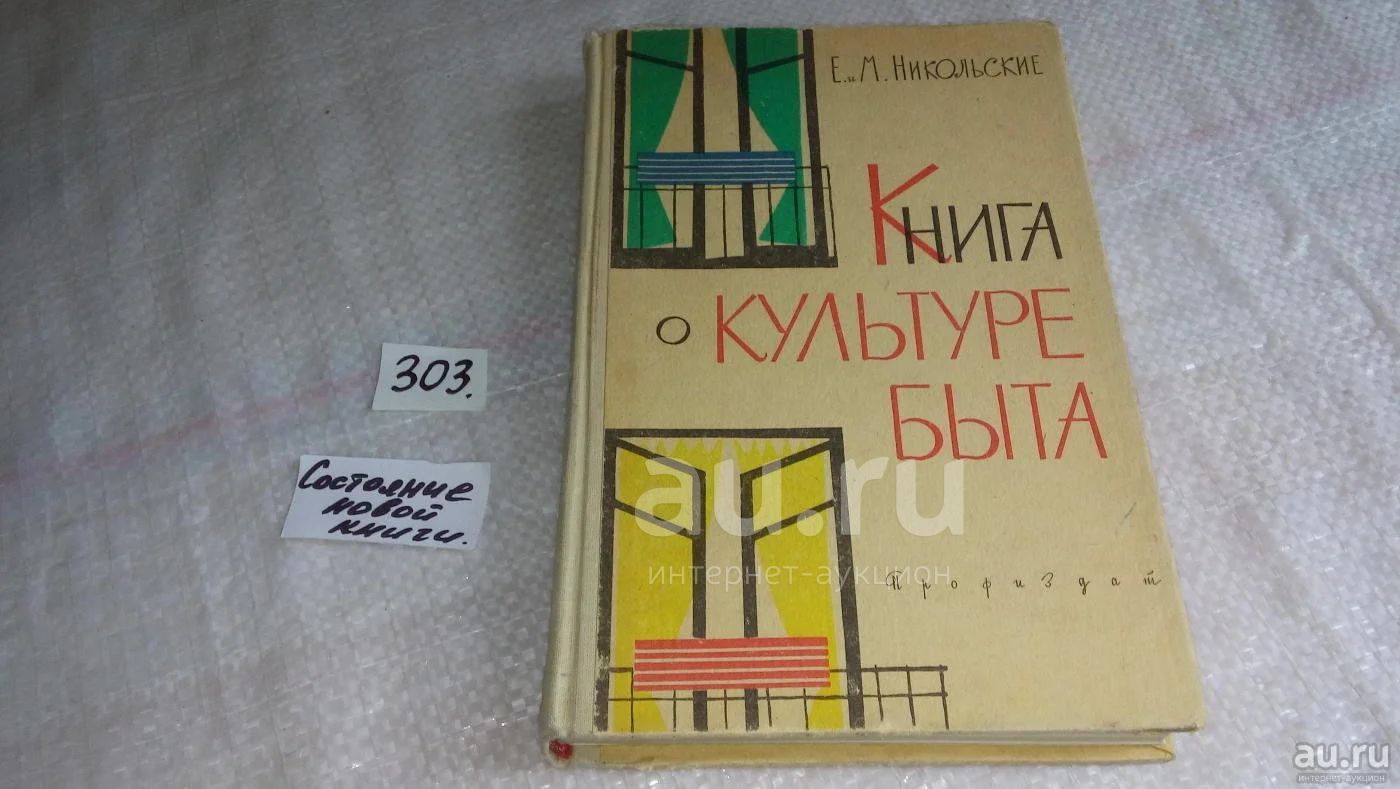 Е. и М. Никольские
Книга
о культуре
быта
Профиздат
303.
Состояние
новой
книги.
au.ru
интернет-аукцион
au.ru
интернет-аукцион